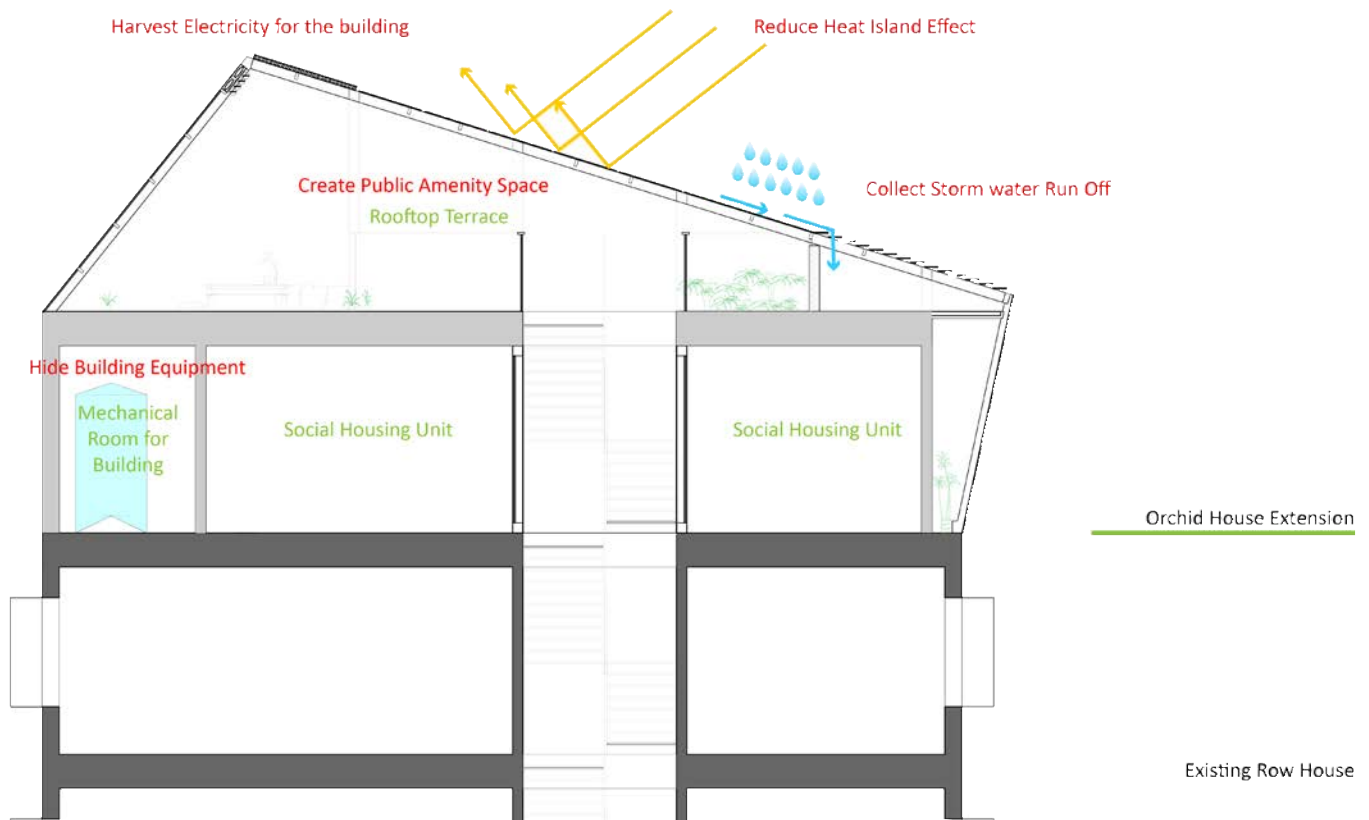 Harvest Electricity for the building
Reduce Heat Island Effect
Create Public Amenity Space
Rooftop Terrace
Collect Storm water Run Off
Hide Building Equipment
Mechanical
Room for
Building
Social Housing Unit
Social Housing Unit
Orchid House Extension
Existing Row House